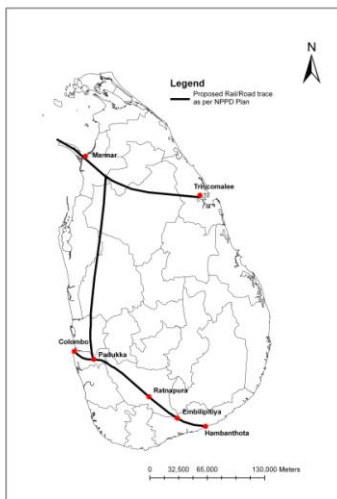 N
Legend
Proposed Rail/Road trace
as per NPPD Plan
Mannar
Trincomalee
Colombo
Padukka
Ratnapura
Embilipitiya
Hambanthota
0 32,500 65,000 130,000 Meters